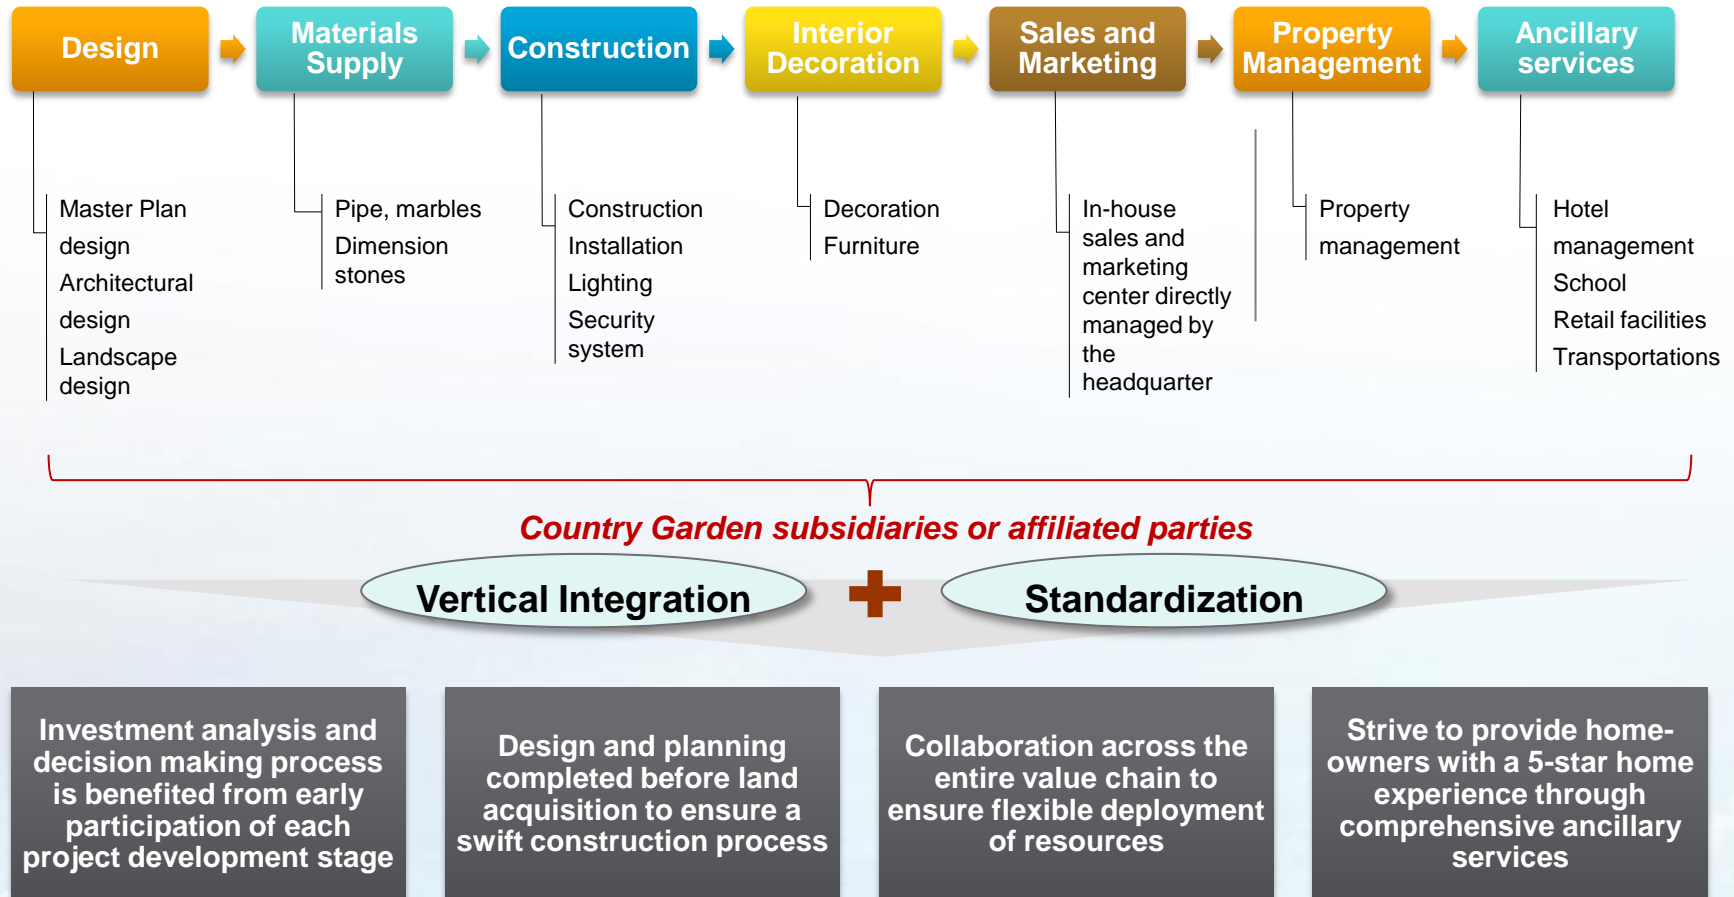 Design
Materials
Supply
Construction
Interior
Decoration
Sales and
Marketing
Property
Management
Ancillary
services
Master Plan
design
Architectural
design
Landscape
design
Pipe, marbles
Dimension
stones
Construction
Installation
Lighting
Security
system
Decoration
Furniture
In-house
sales and
marketing
center directly
managed by
the
headquarter
Property
management
Hotel
management
School
Retail facilities
Transportations
Country Garden subsidiaries or affiliated parties
Vertical Integration
Standardization
Investment analysis and
decision making process
is benefited from early
participation of each
project development stage
Design and planning
completed before land
acquisition to ensure a
swift construction process
Collaboration across the
entire value chain to
ensure flexible deployment
of resources
Strive to provide home-
owners with a 5-star home
experience through
comprehensive ancillary
services